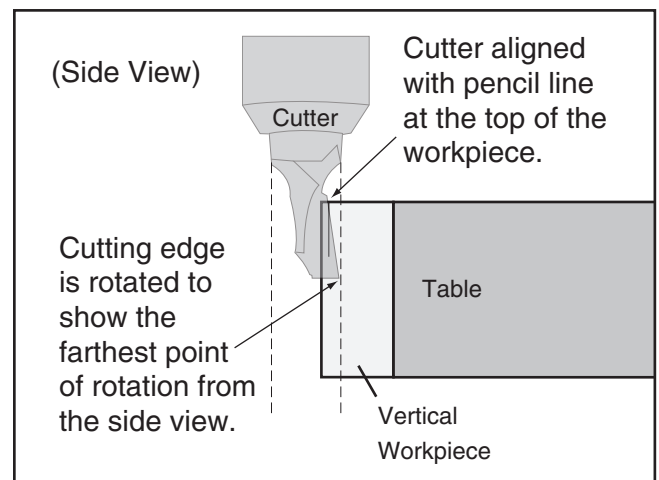 (Side View)
Cutter
Cutter aligned
with pencil line
at the top of the
workpiece.
Cutting edge
is rotated to
show the
farthest point
of rotation from
the side view.
Table
Vertical
Workpiece